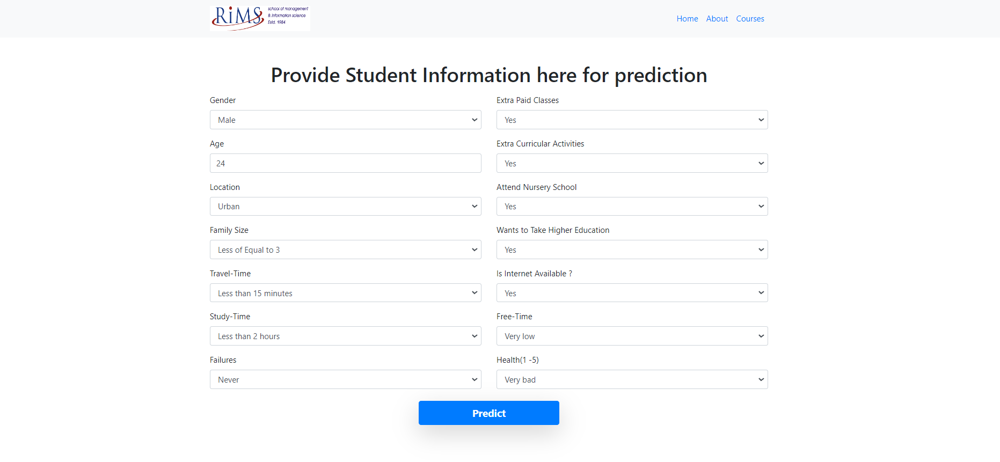 RiMS
school of management
& information science
Estd. 1984
Home About Courses
Provide Student Information here for prediction
Gender
Male
Age
24
Location
Urban
Family Size
Less of Equal to 3
Travel-Time
Less than 15 minutes
Study-Time
Less than 2 hours
Failures
Never
Extra Paid Classes
Yes
Extra Curricular Activities
Yes
Attend Nursery School
Yes
Wants to Take Higher Education
Yes
Is Internet Available ?
Yes
Free-Time
Very low
Health(1 -5)
Very bad
Predict